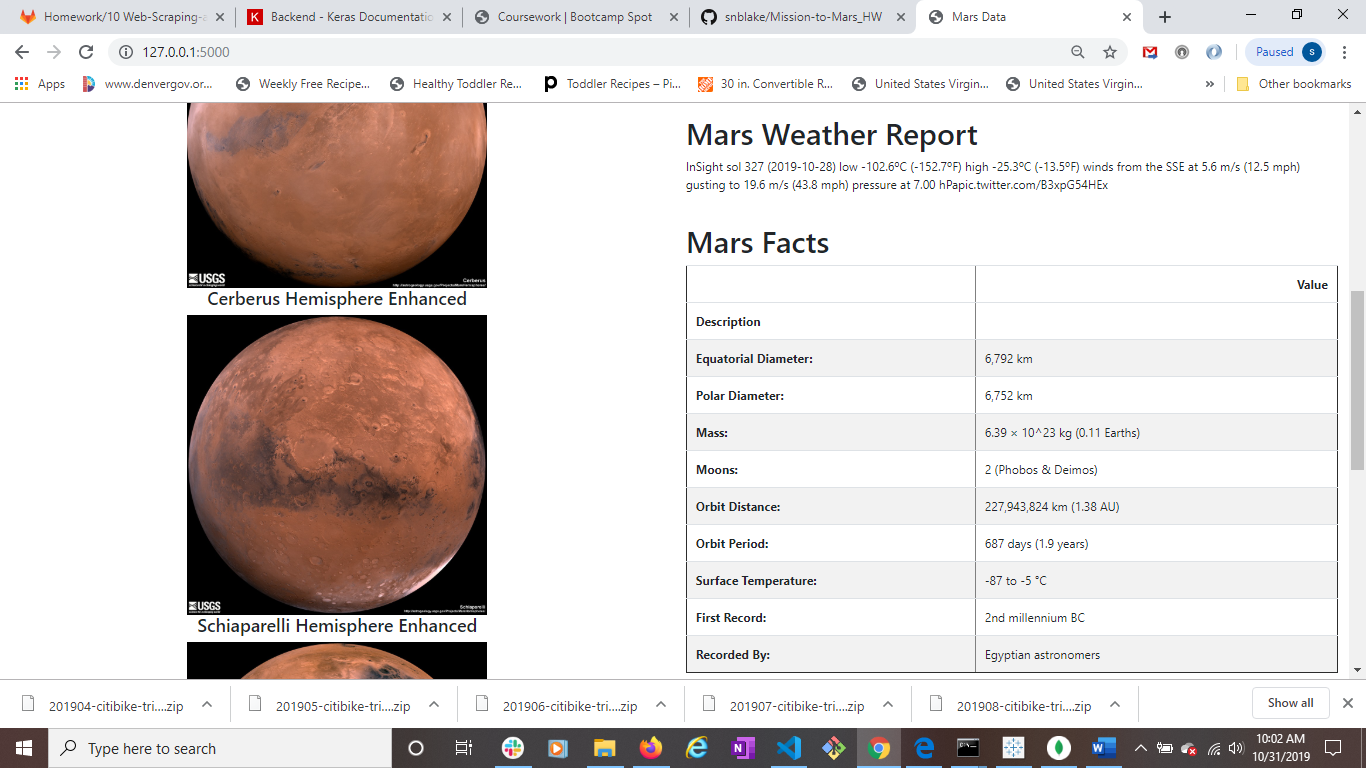 Homework/10 Web-Scraping-a
Backend - Keras Documentatic
Coursework | Bootcamp Spot
snblake/Mission-to-Mars_HW
Mars Data
127.0.0.1:5000
Paused
s
Apps
www.denvergov.or...
Weekly Free Recipe...
Healthy Toddler Re...
Toddler Recipes – Pi...
30 in. Convertible R...
United States Virgin...
United States Virgin...
»
Other bookmarks
USGS
Cerberus
Cerberus Hemisphere Enhanced
USGS
Schiaparelli
Schiaparelli Hemisphere Enhanced
Mars Weather Report
InSight sol 327 (2019-10-28) low -102.6ºC (-152.7ºF) high -25.3ºC (-13.5ºF) winds from the SSE at 5.6 m/s (12.5 mph)
gusting to 19.6 m/s (43.8 mph) pressure at 7.00 hPapic.twitter.com/B3xpG54HEx
Mars Facts
Value
Description
Equatorial Diameter: 6,792 km
Polar Diameter: 6,752 km
Mass: 6.39 × 10^23 kg (0.11 Earths)
Moons: 2 (Phobos & Deimos)
Orbit Distance: 227,943,824 km (1.38 AU)
Orbit Period: 687 days (1.9 years)
Surface Temperature: -87 to -5 °C
First Record: 2nd millennium BC
Recorded By: Egyptian astronomers
201904-citibike-tri....zip
201905-citibike-tri....zip
201906-citibike-tri....zip
201907-citibike-tri....zip
201908-citibike-tri....zip
Show all
Type here to search
10:02 AM
10/31/2019